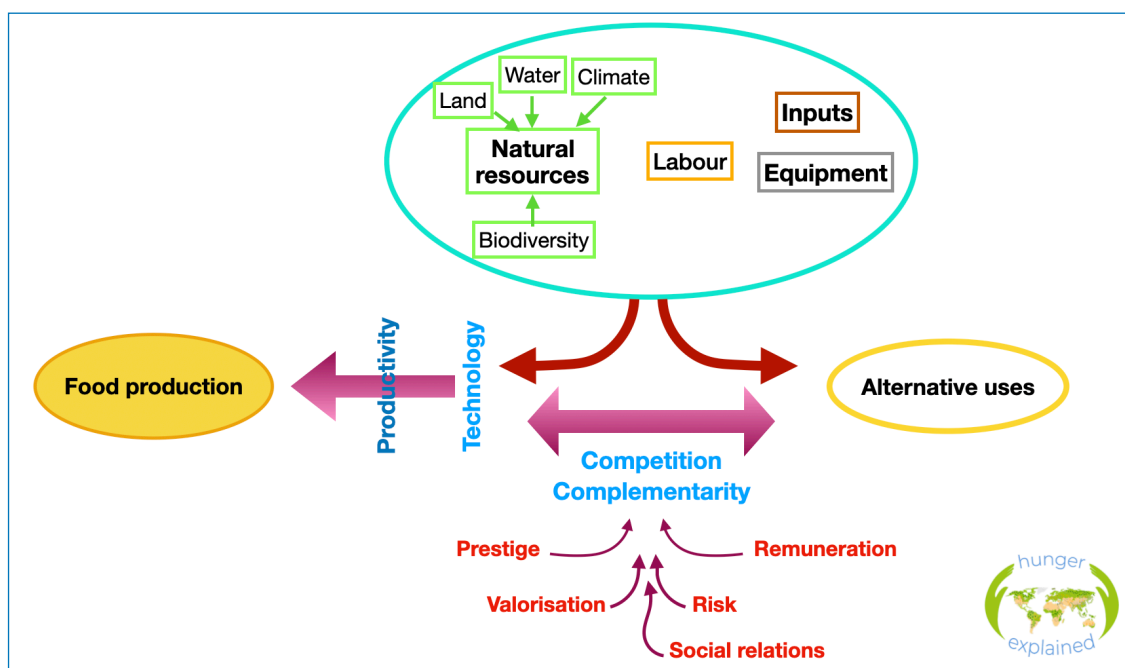 Water
Climate
Land
Inputs
Natural
resources
Labour
Equipment
Biodiversity
Productivity
Technology
Food production
Alternative uses
Competition
Complementarity
Prestige
Remuneration
Valorisation
Risk
Social relations
hunger
explained